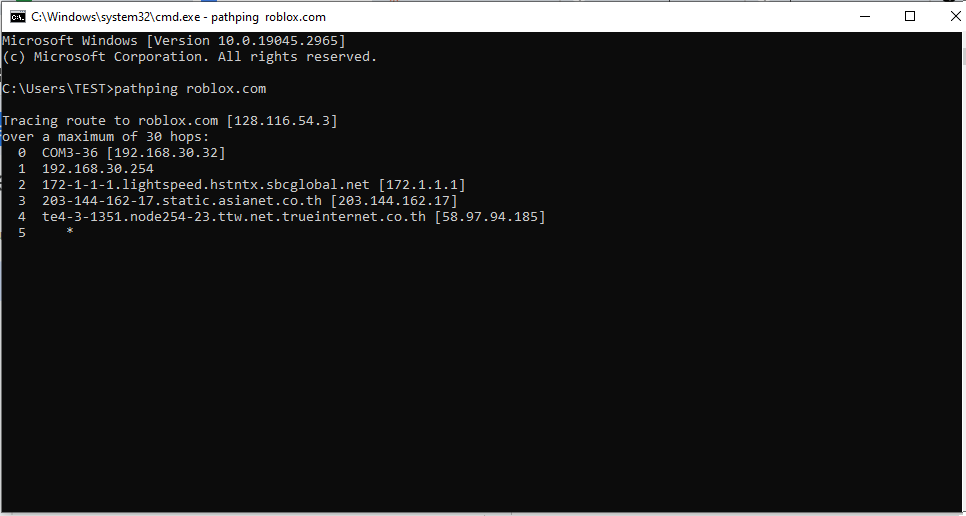 C:\Windows\system32\cmd.exe - pathping roblox.com
Microsoft Windows [Version 10.0.19045.2965]
(c) Microsoft Corporation. All rights reserved.
C:\Users\TEST>pathping roblox.com
Tracing route to roblox.com [128.116.54.3]
over a maximum of 30 hops:
0 COM3-36 [192.168.30.32]
1 192.168.30.254
2 172-1-1-1.lightspeed.hstntx.sbcglobal.net [172.1.1.1]
3 203-144-162-17.static.asianet.co.th [203.144.162.17]
4 te4-3-1351.node254-23.ttw.net.trueinternet.co.th [58.97.94.185]
5 *